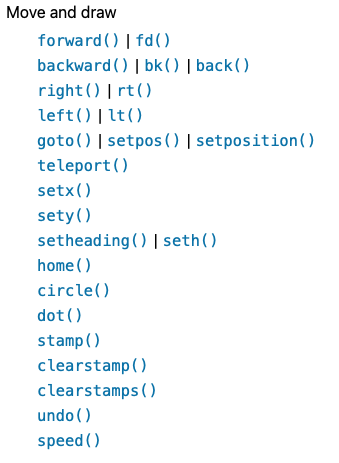 Move and draw
forward() | fd()
backward() | bk() | back()
right() | rt()
left() | lt()
goto() | setpos() | setposition()
teleport()
setx()
sety()
setheading() | seth()
home()
circle()
dot()
stamp()
clearstamp()
clearstamps()
undo()
speed()